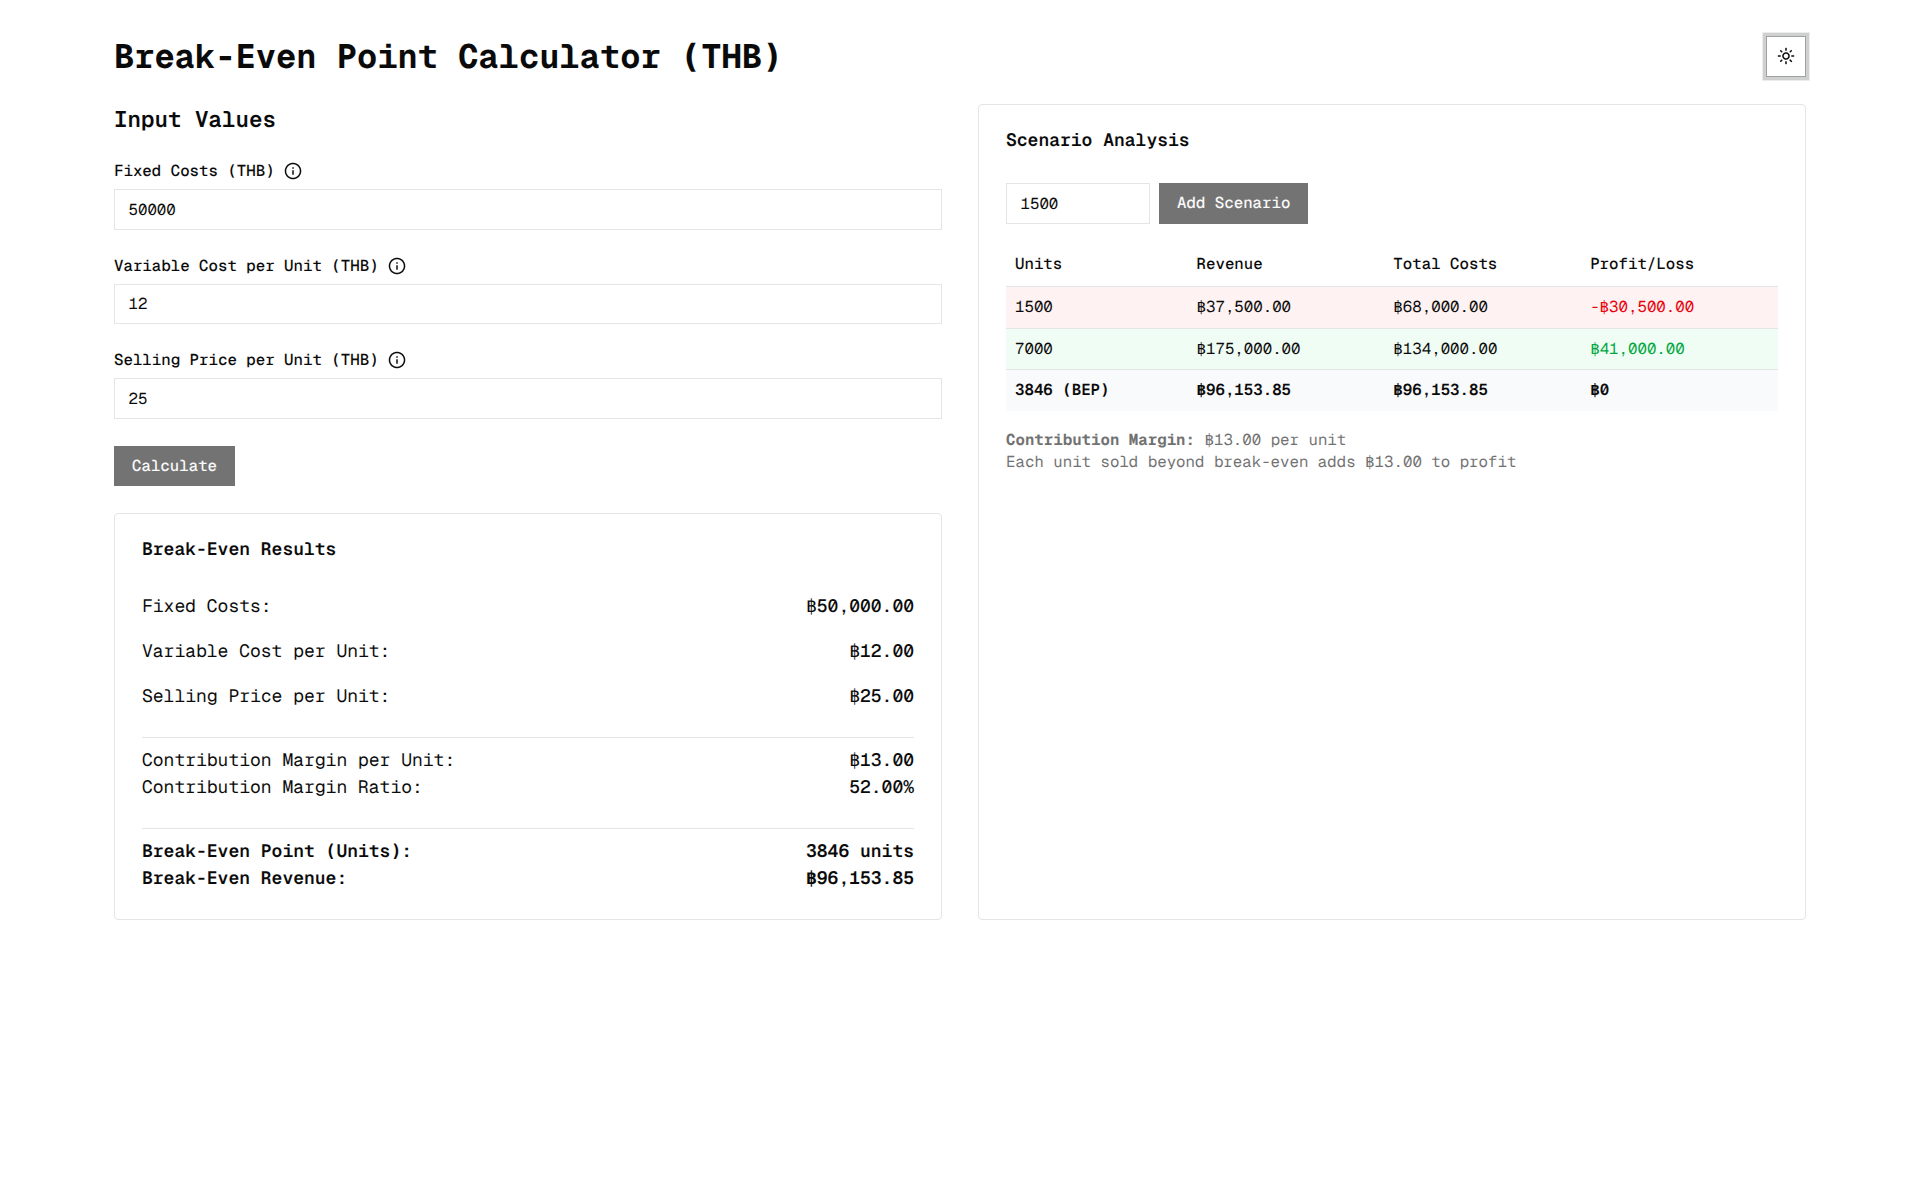 Break-Even Point Calculator (THB)
Input Values
Fixed Costs (THB)
50000
Variable Cost per Unit (THB)
12
Selling Price per Unit (THB)
25
Calculate
Break-Even Results
Fixed Costs: ฿50,000.00
Variable Cost per Unit: ฿12.00
Selling Price per Unit: ฿25.00
Contribution Margin per Unit: ฿13.00
Contribution Margin Ratio: 52.00%
Break-Even Point (Units): 3846 units
Break-Even Revenue: ฿96,153.85
Scenario Analysis
1500 Add Scenario
Units Revenue Total Costs Profit/Loss
1500 ฿37,500.00 ฿68,000.00 -฿30,500.00
7000 ฿175,000.00 ฿134,000.00 ฿41,000.00
3846 (BEP) ฿96,153.85 ฿96,153.85 ฿0
Contribution Margin: ฿13.00 per unit
Each unit sold beyond break-even adds ฿13.00 to profit